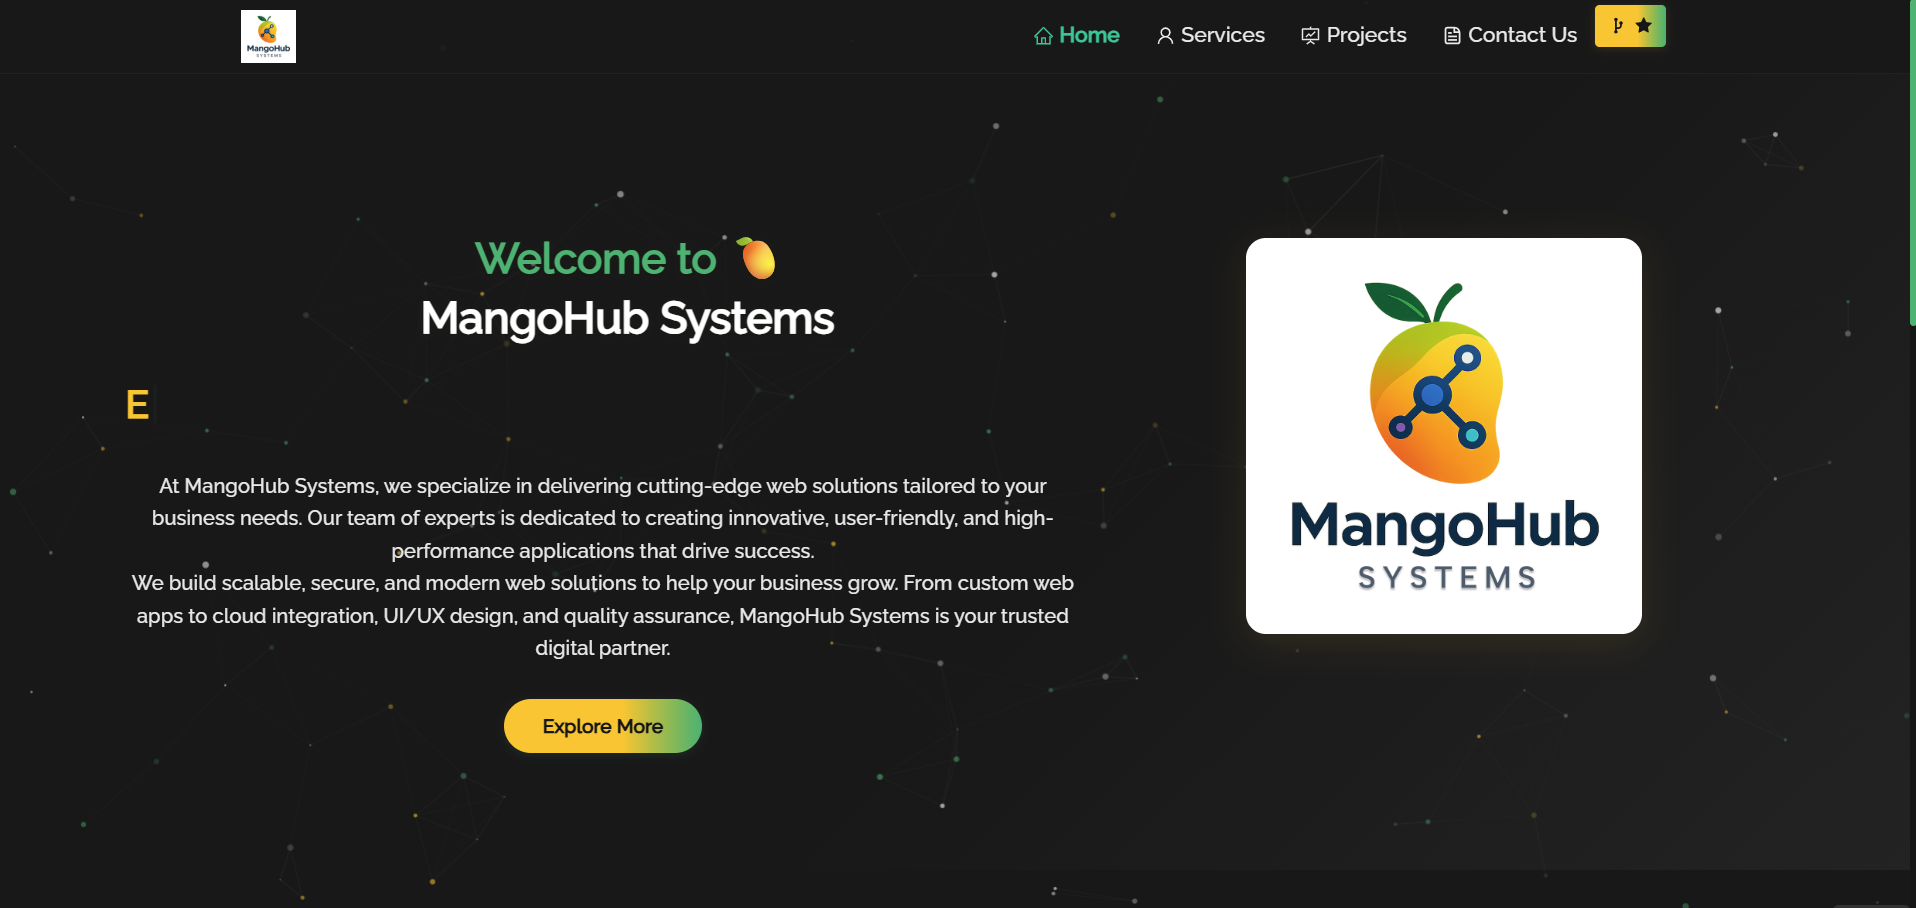 MangoHub
SYSTEMS
Home
Services
Projects
Contact Us
Welcome to
MangoHub Systems
E
At MangoHub Systems, we specialize in delivering cutting-edge web solutions tailored to your
business needs. Our team of experts is dedicated to creating innovative, user-friendly, and high-
performance applications that drive success.
We build scalable, secure, and modern web solutions to help your business grow. From custom web
apps to cloud integration, UI/UX design, and quality assurance, MangoHub Systems is your trusted
digital partner.
Explore More
MangoHub
SYSTEMS